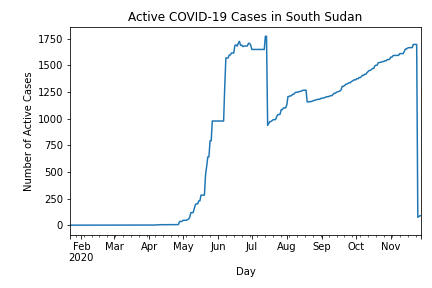 Active COVID-19 Cases in South Sudan
Number of Active Cases
1750
1500
1250
1000
750
500
250
0
Feb Mar Apr May Jun Jul Aug Sep Oct Nov
2020
Day